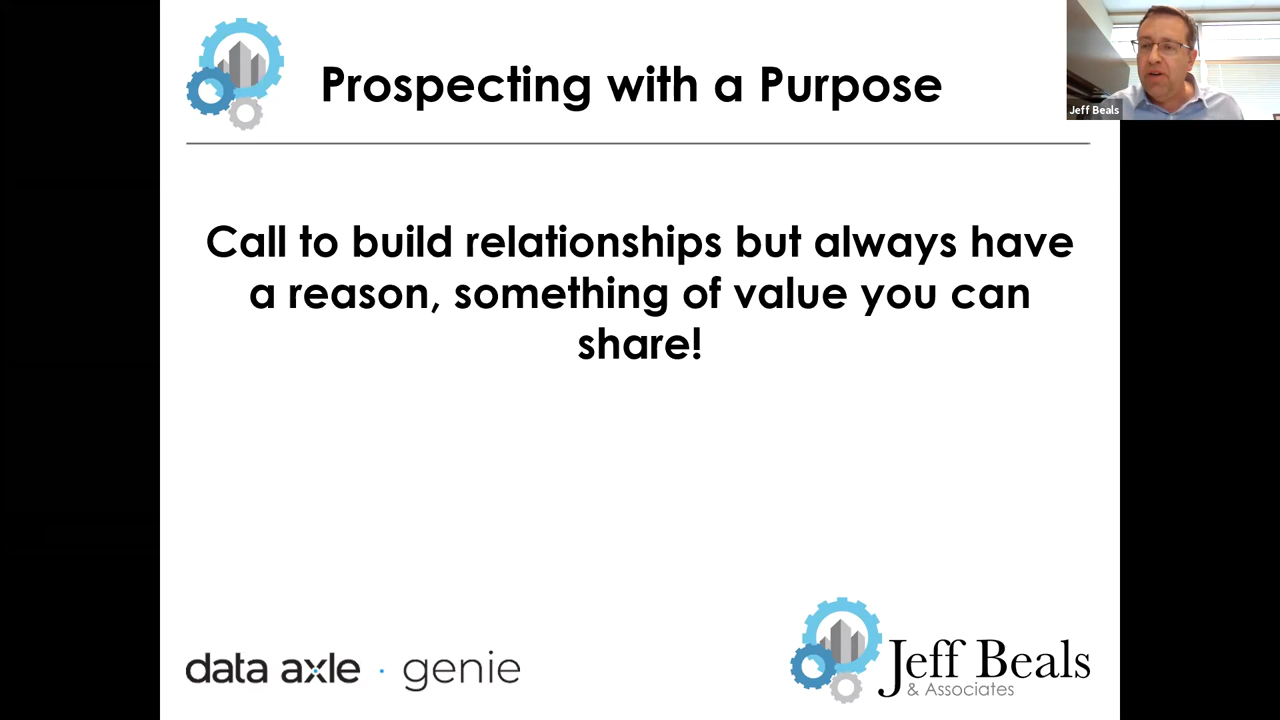 Prospecting with a Purpose
Jeff Beals
Call to build relationships but always have
a reason, something of value you can
share!
data axle · genie
Jeff Beals
& Associates